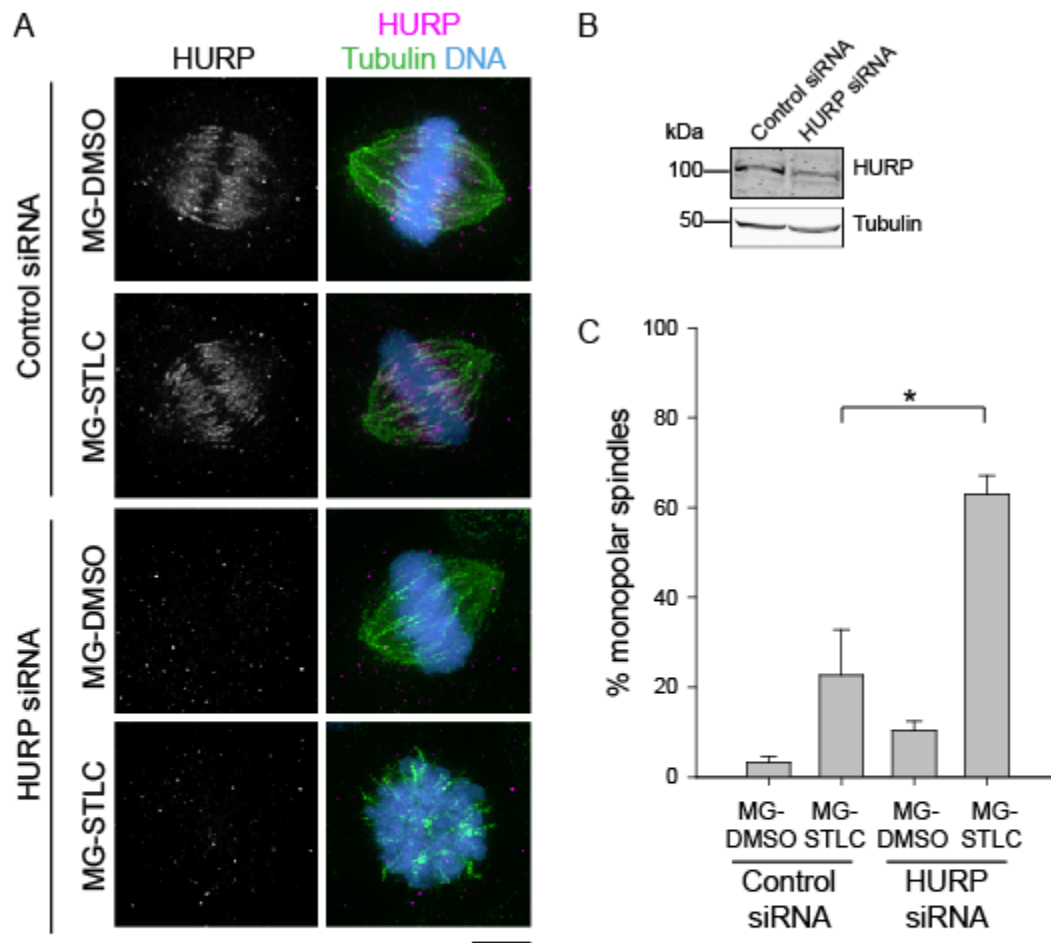 A
HURP
HURP
Tubulin DNA
Control siRNA
MG-DMSO
MG-STLC
HURP siRNA
MG-DMSO
MG-STLC
B
Control siRNA
HURP siRNA
kDa
100
HURP
50
Tubulin
C
% monopolar spindles
100
80
60
40
20
0
*
MG- MG- MG- MG-
DMSO STLC DMSO STLC
Control HURP
siRNA siRNA